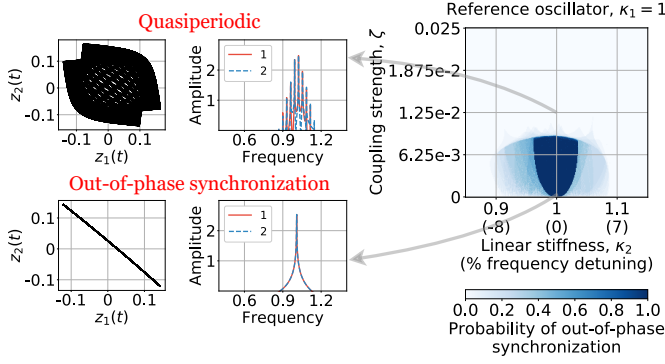 Quasiperiodic
z₂(t)
0.1
0
-0.1
-0.1 0 0.1
z₁(t)
Amplitude
2
1
1
2
0.6 0.9 1.2
Frequency
Out-of-phase synchronization
z₂(t)
0.1
0
-0.1
-0.1 0 0.1
z₁(t)
Amplitude
2
1
1
2
0.6 0.9 1.2
Frequency
Reference oscillator, κ₁ = 1
Coupling strength, ζ
0.025
1.875e-2
1.25e-2
6.25e-3
0
0.9 1 1.1
(-8) (0) (7)
Linear stiffness, κ₂
(% frequency detuning)
0.0 0.2 0.4 0.6 0.8 1.0
Probability of out-of-phase
synchronization